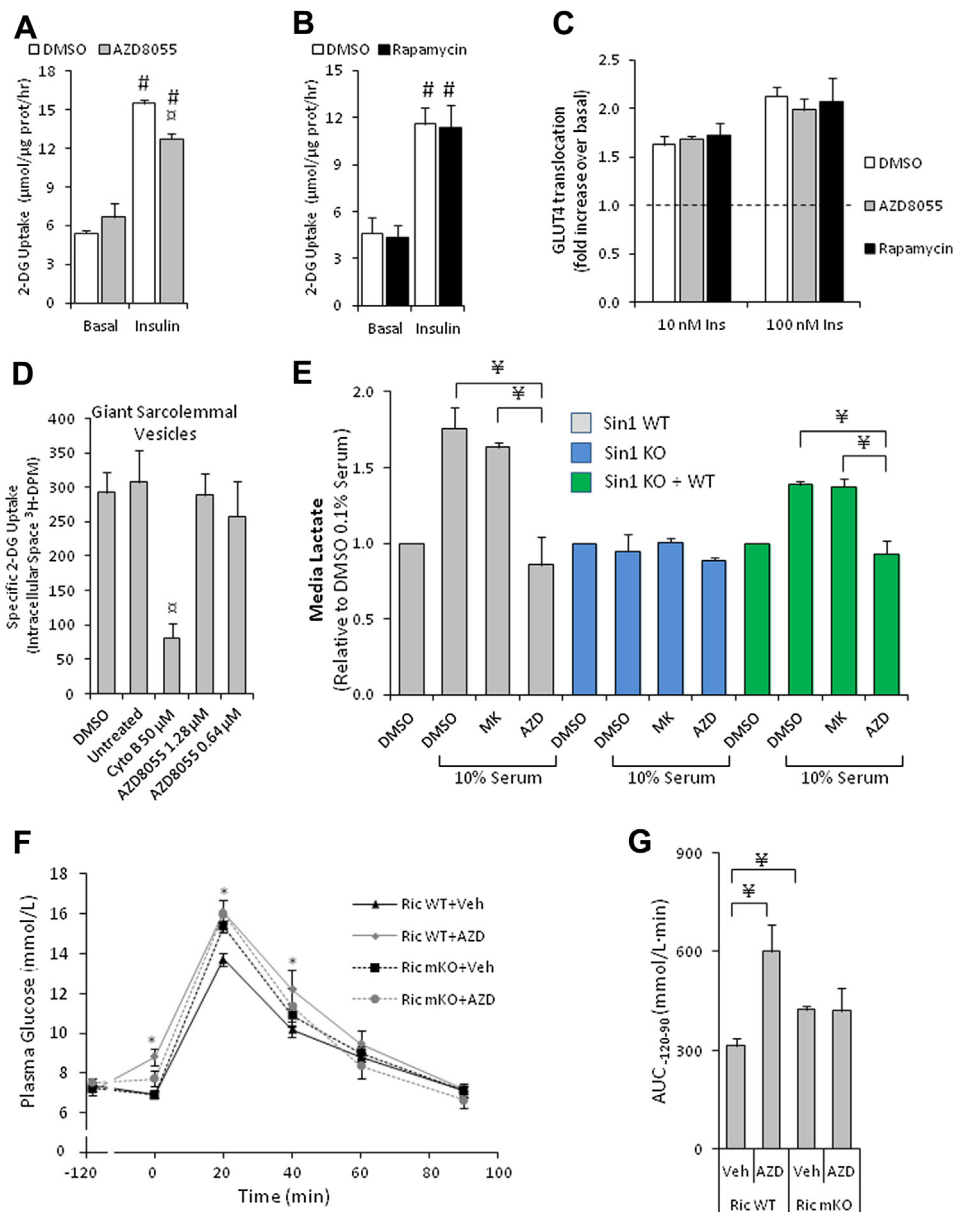 A
DMSO AZD8055
2-DG Uptake (µmol/µg prot/hr)
18
15
12
9
6
3
0
# #
¤
Basal Insulin
B
DMSO Rapamycin
2-DG Uptake (µmol/µg prot/hr)
15
12
9
6
3
0
# #
Basal Insulin
C
GLUT4 translocation
(fold increase over basal)
2.5
2.0
1.5
1.0
0.5
0.0
10 nM Ins 100 nM Ins
DMSO
AZD8055
Rapamycin
D
Giant Sarcolemmal
Vesicles
Specific 2-DG Uptake
(Intracellular Space ³H-DPM)
400
350
300
250
200
150
100
50
0
¤
DMSO
Untreated
Cyto B 50 µM
AZD8055 1.28 µM
AZD8055 0.64 µM
E
Media Lactate
(Relative to DMSO 0.1% Serum)
2.0
1.5
1.0
0.5
0.0
¥
¥
Sin1 WT
Sin1 KO
Sin1 KO + WT
¥
¥
DMSO DMSO MK AZD DMSO DMSO MK AZD DMSO DMSO MK AZD
10% Serum 10% Serum 10% Serum
F
Plasma Glucose (mmol/L)
18
16
14
12
10
8
6
0
* * *
Ric WT+Veh
Ric WT+AZD
Ric mKO+Veh
Ric mKO+AZD
-120 0 20 40 60 80 100
Time (min)
G
AUC-120-90 (mmol/L·min)
900
600
300
0
¥
¥
Veh AZD Veh AZD
Ric WT Ric mKO